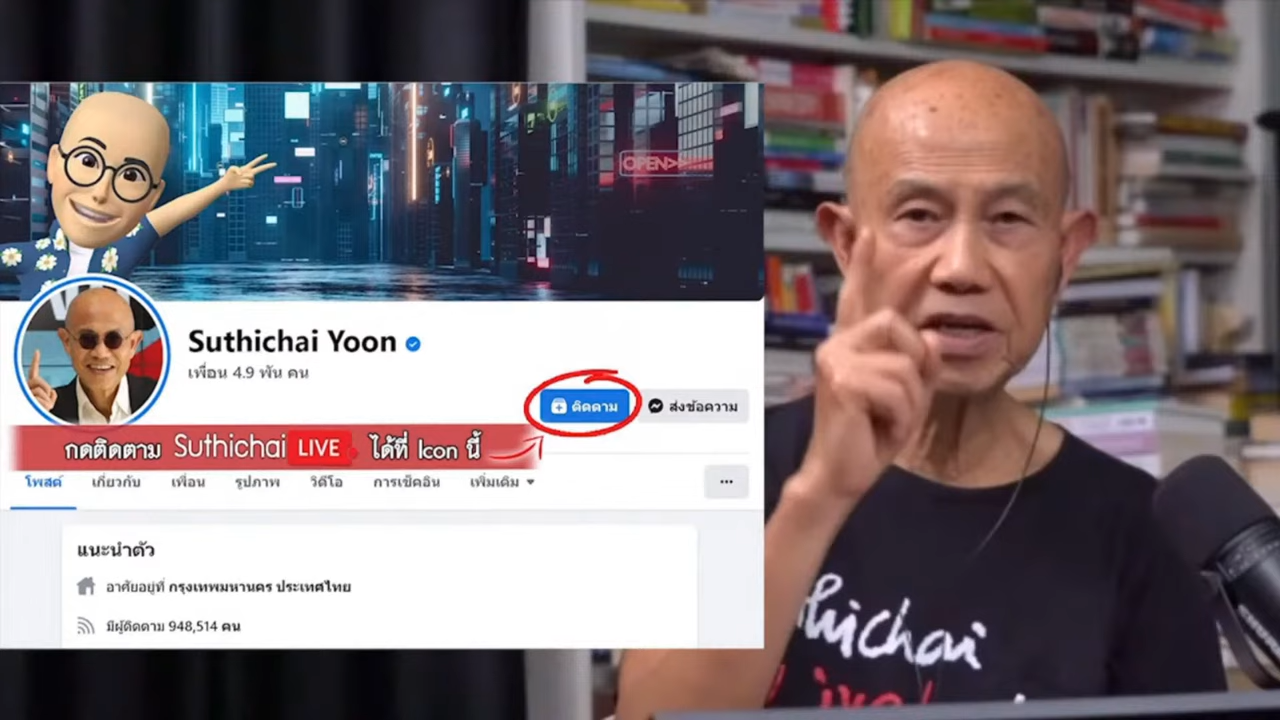 OPEN>>
Suthichai Yoon
เพื่อน 4.9 พัน คน
ติดตาม
ส่งข้อความ
กดติดตาม Suthichai LIVE ได้ที่ Icon นี้
โพสต์ เกี่ยวกับ เพื่อน รูปภาพ วิดีโอ การเช็คอิน เพิ่มเติม
แนะนำตัว
อาศัยอยู่ที่ กรุงเทพมหานคร ประเทศไทย
มีผู้ติดตาม 948,514 คน
uthichai
Live